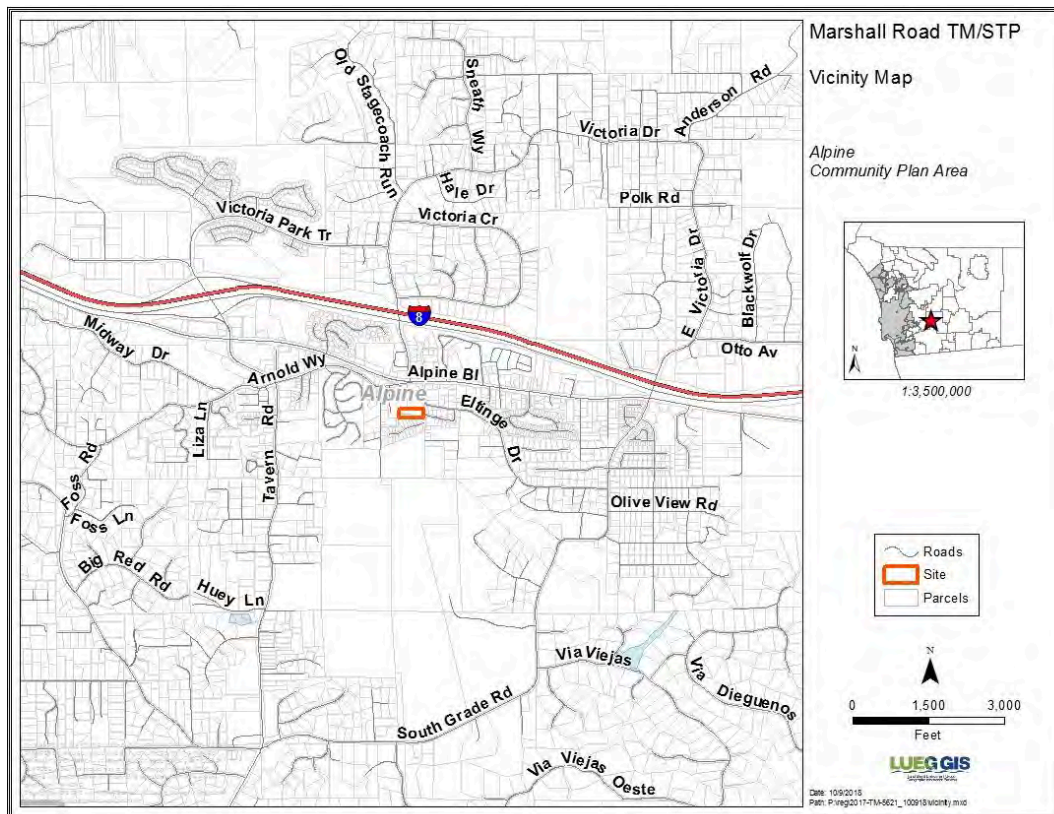 Marshall Road TM/STP
Vicinity Map
Alpine
Community Plan Area
N
1:3,500,000
Roads
Site
Parcels
N
0 1,500 3,000
Feet
LUEG GIS
Date: 10/9/2018
Old Stagecoach Run
Sneath Wy
Victoria Dr
Anderson Rd
Hale Dr
Polk Rd
Victoria Park Tr
Victoria Cr
E Victoria Dr
Blackwolf Dr
8
Otto Av
Midway Dr
Arnold Wy
Alpine Bl
Alpine
Eltinge Dr
Liza Ln
Tavern Rd
Foss Rd
Foss Ln
Olive View Rd
Big Red Rd
Huey Ln
Via Viejas
Via Dieguenos
South Grade Rd
Via Viejas Oeste